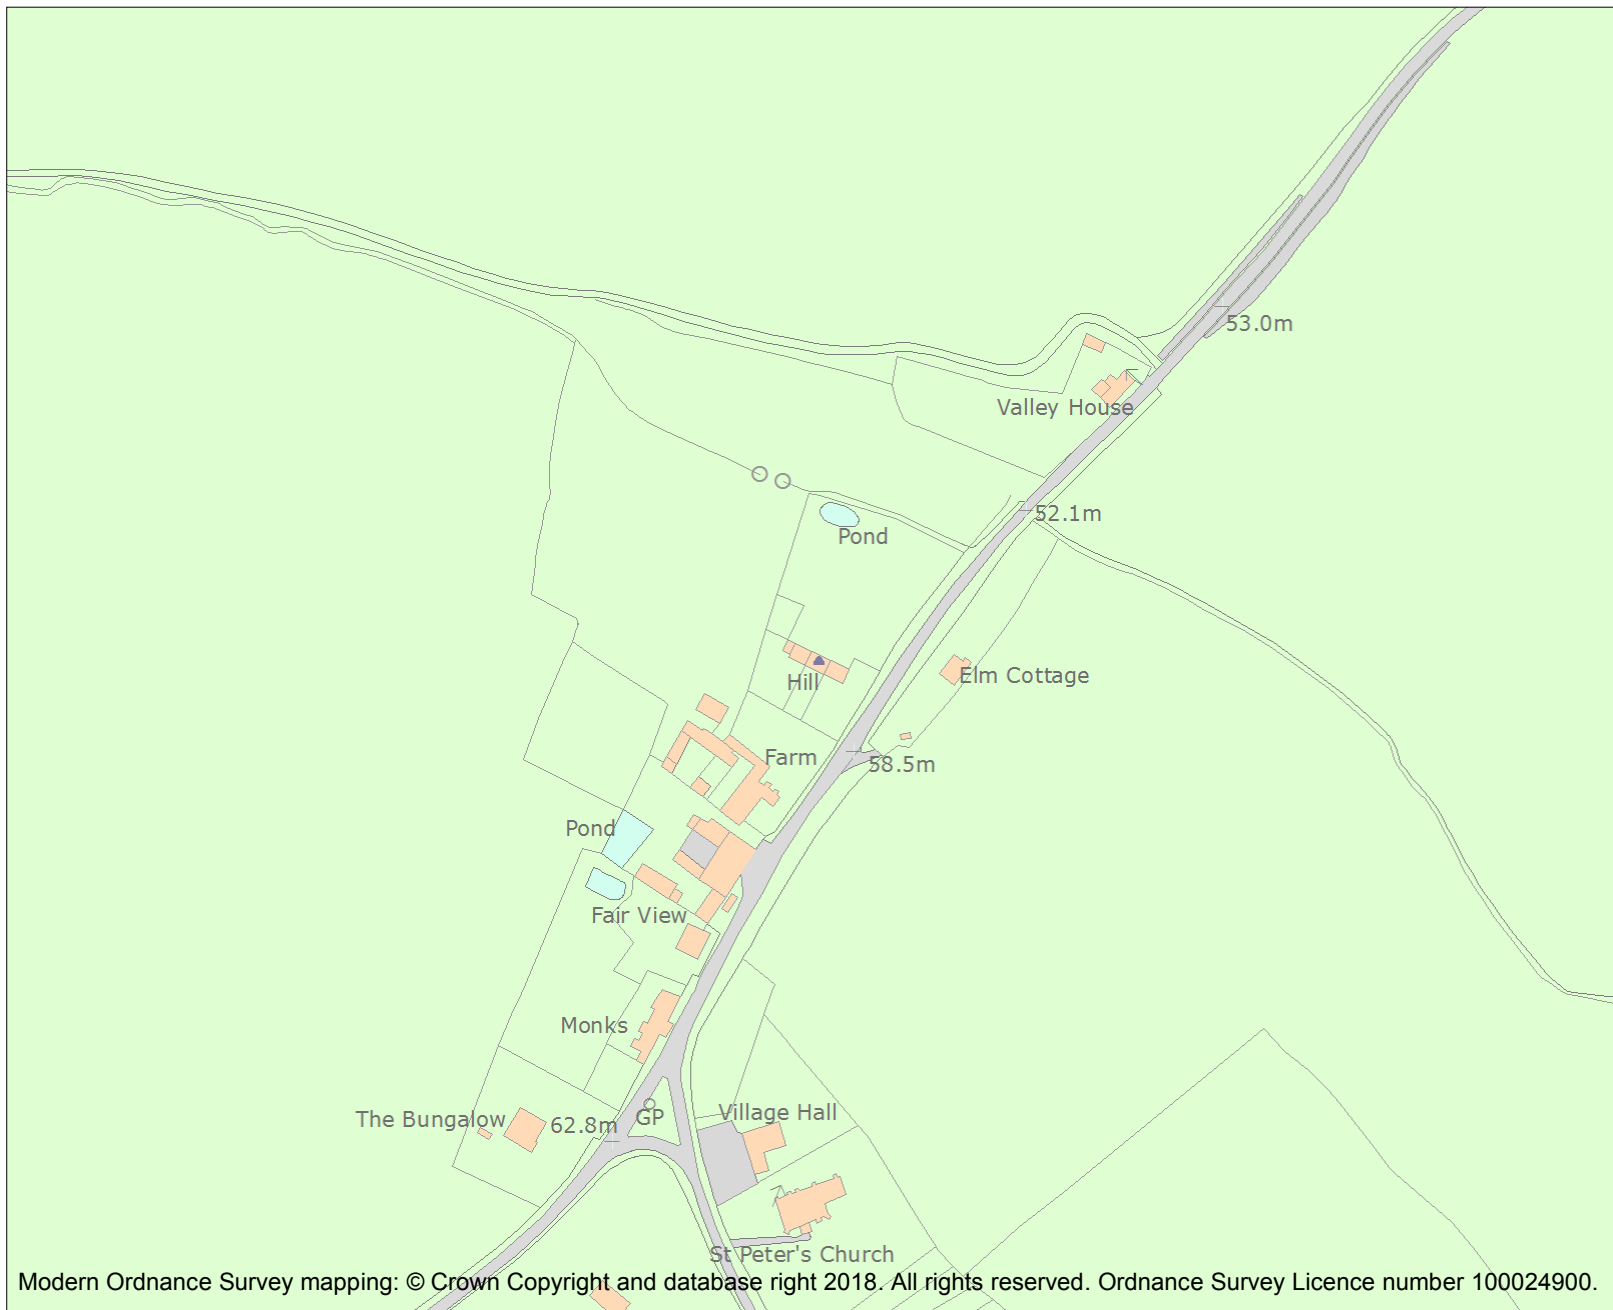 53.0m
Valley House
52.1m
Pond
Elm Cottage
Hill
Farm
58.5m
Pond
Fair View
Monks
The Bungalow
62.8m
GP
Village Hall
St Peter's Church
Modern Ordnance Survey mapping: © Crown Copyright and database right 2018. All rights reserved. Ordnance Survey Licence number 100024900.